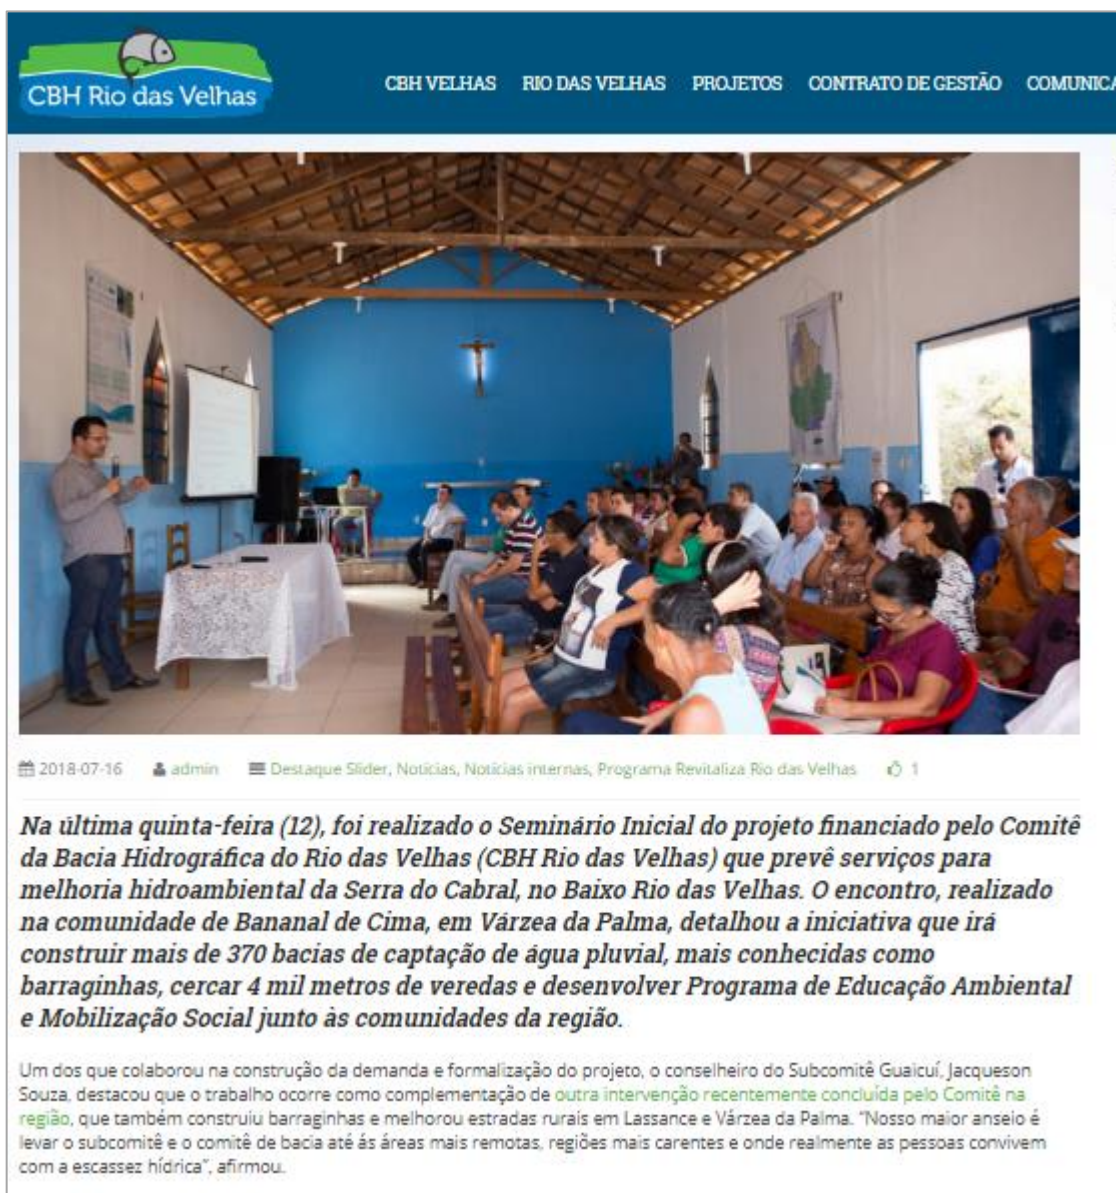 CBH Rio das Velhas
CBH VELHAS RIO DAS VELHAS PROJETOS CONTRATO DE GESTÃO COMUNICA
2018-07-16 admin Destaque Slider, Notícias, Notícias internas, Programa Revitaliza Rio das Velhas 1
Na última quinta-feira (12), foi realizado o Seminário Inicial do projeto financiado pelo Comitê
da Bacia Hidrográfica do Rio das Velhas (CBH Rio das Velhas) que prevê serviços para
melhoria hidroambiental da Serra do Cabral, no Baixo Rio das Velhas. O encontro, realizado
na comunidade de Bananal de Cima, em Várzea da Palma, detalhou a iniciativa que irá
construir mais de 370 bacias de captação de água pluvial, mais conhecidas como
barraginhas, cercar 4 mil metros de veredas e desenvolver Programa de Educação Ambiental
e Mobilização Social junto às comunidades da região.
Um dos que colaborou na construção da demanda e formalização do projeto, o conselheiro do Subcomitê Guaicuí, Jacqueson
Souza, destacou que o trabalho ocorre como complementação de outra intervenção recentemente concluída pelo Comitê na
região, que também construiu barraginhas e melhorou estradas rurais em Lassance e Várzea da Palma. "Nosso maior anseio é
levar o subcomitê e o comitê de bacia até ás áreas mais remotas, regiões mais carentes e onde realmente as pessoas convivem
com a escassez hídrica", afirmou.